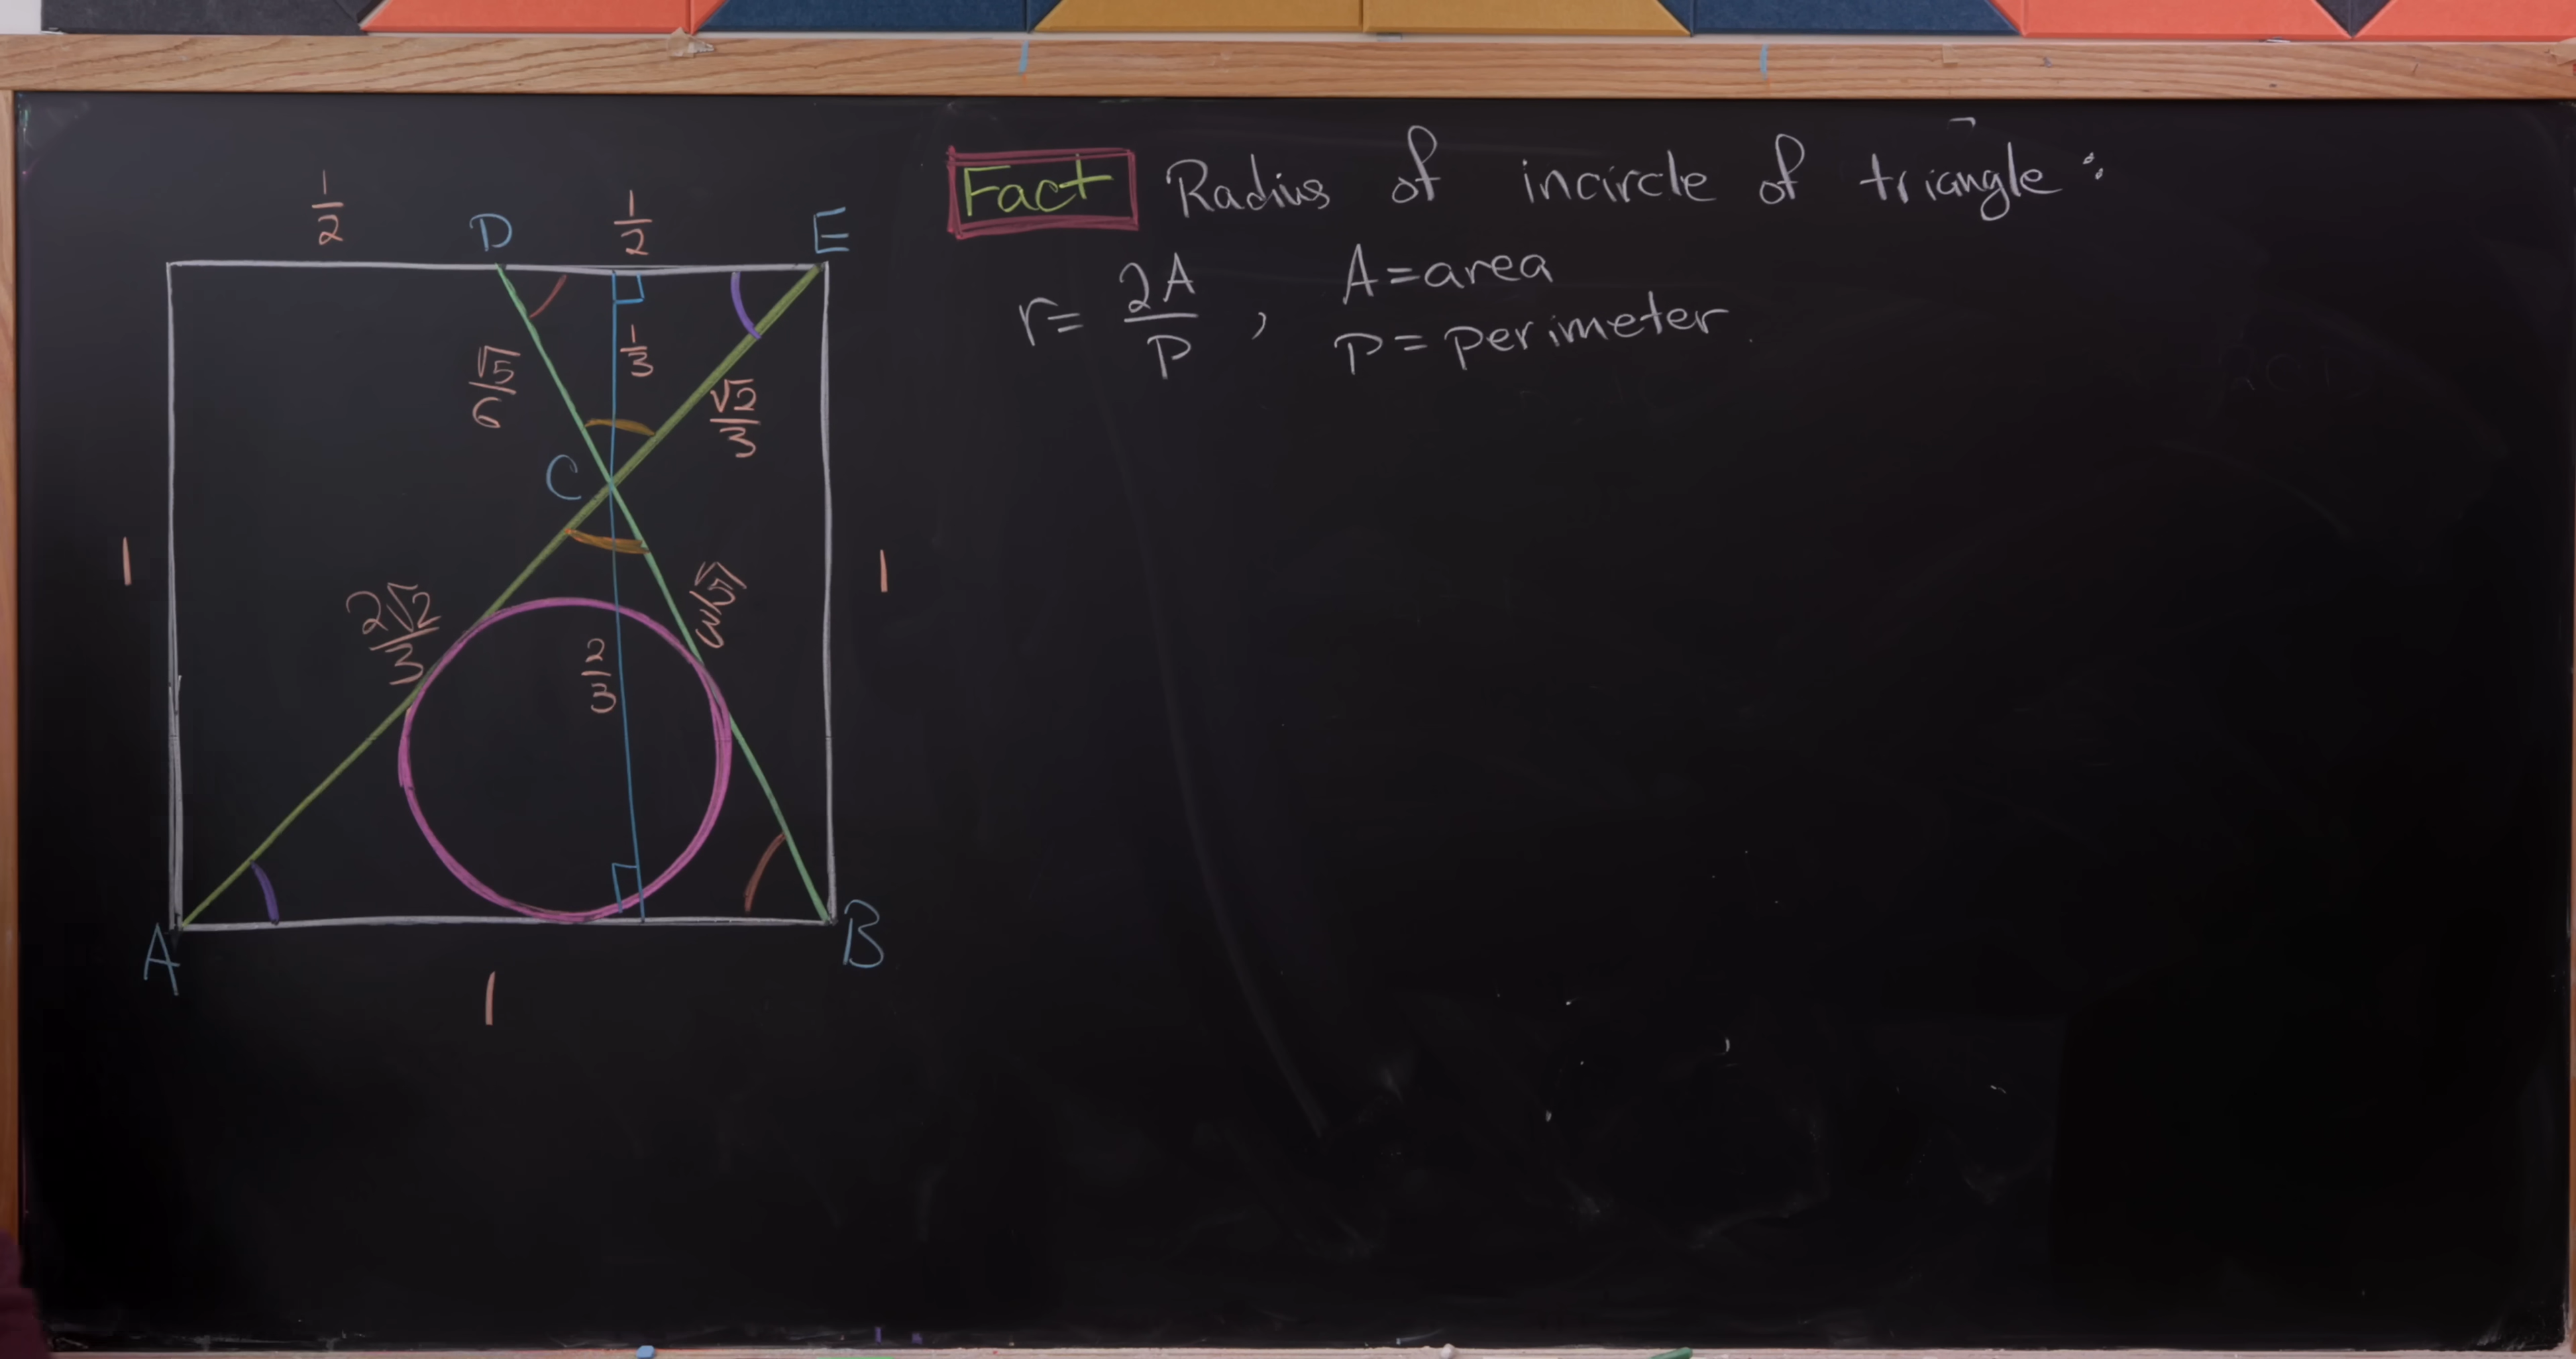 Fact Radius of incircle of triangle:
r = 2A/P, A = area
P = perimeter
1/2 D 1/2 E
√5/6 1/3 √2/3
C
1 2√2/3 2/3 √5/3 1
A B
1